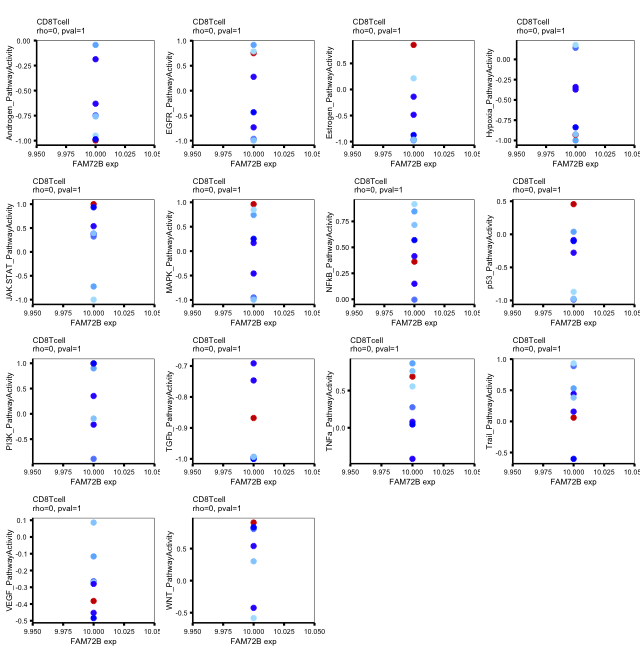 CD8Tcell
rho=0, pval=1
Androgen_PathwayActivity
0.00
-0.25
-0.50
-0.75
-1.00
9.950 9.975 10.000 10.025 10.05
FAM72B exp
CD8Tcell
rho=0, pval=1
EGFR_PathwayActivity
1.0
0.5
0.0
-0.5
-1.0
9.950 9.975 10.000 10.025 10.05
FAM72B exp
CD8Tcell
rho=0, pval=1
Estrogen_PathwayActivity
0.5
0.0
-0.5
-1.0
9.950 9.975 10.000 10.025 10.05
FAM72B exp
CD8Tcell
rho=0, pval=1
Hypoxia_PathwayActivity
0.00
-0.25
-0.50
-0.75
-1.00
9.950 9.975 10.000 10.025 10.05
FAM72B exp
CD8Tcell
rho=0, pval=1
JAK.STAT_PathwayActivity
1.0
0.5
0.0
-0.5
-1.0
9.950 9.975 10.000 10.025 10.05
FAM72B exp
CD8Tcell
rho=0, pval=1
MAPK_PathwayActivity
1.0
0.5
0.0
-0.5
-1.0
9.950 9.975 10.000 10.025 10.05
FAM72B exp
CD8Tcell
rho=0, pval=1
NFkB_PathwayActivity
0.75
0.50
0.25
0.00
9.950 9.975 10.000 10.025 10.05
FAM72B exp
CD8Tcell
rho=0, pval=1
p53_PathwayActivity
0.5
0.0
-0.5
-1.0
9.950 9.975 10.000 10.025 10.05
FAM72B exp
CD8Tcell
rho=0, pval=1
PI3K_PathwayActivity
1.0
0.5
0.0
-0.5
9.950 9.975 10.000 10.025 10.05
FAM72B exp
CD8Tcell
rho=0, pval=1
TGFb_PathwayActivity
-0.7
-0.8
-0.9
-1.0
9.950 9.975 10.000 10.025 10.05
FAM72B exp
CD8Tcell
rho=0, pval=1
TNFa_PathwayActivity
0.5
0.0
9.950 9.975 10.000 10.025 10.05
FAM72B exp
CD8Tcell
rho=0, pval=1
Trail_PathwayActivity
1.0
0.5
0.0
-0.5
9.950 9.975 10.000 10.025 10.05
FAM72B exp
CD8Tcell
rho=0, pval=1
VEGF_PathwayActivity
0.1
0.0
-0.1
-0.2
-0.3
-0.4
-0.5
9.950 9.975 10.000 10.025 10.05
FAM72B exp
CD8Tcell
rho=0, pval=1
WNT_PathwayActivity
0.5
0.0
-0.5
9.950 9.975 10.000 10.025 10.050
FAM72B exp